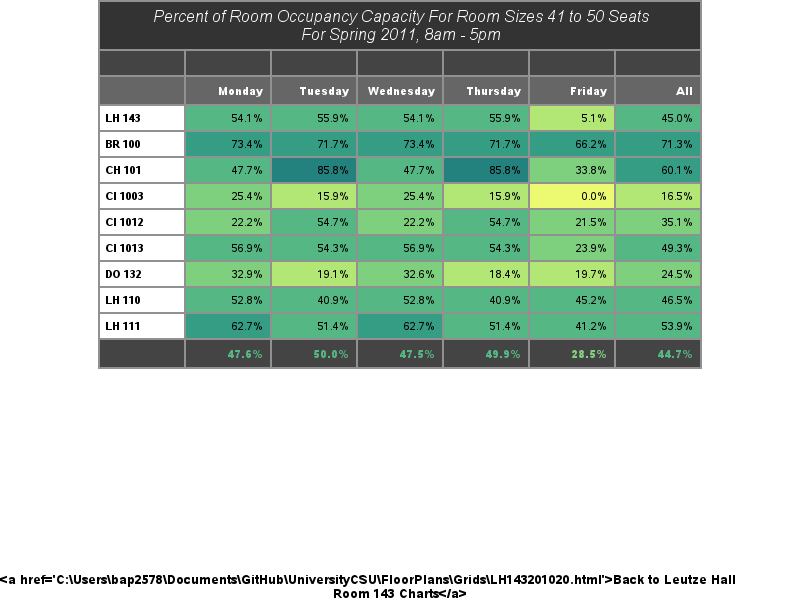 Percent of Room Occupancy Capacity For Room Sizes 41 to 50 Seats
For Spring 2011, 8am - 5pm
Monday Tuesday Wednesday Thursday Friday All
LH 143 54.1% 55.9% 54.1% 55.9% 5.1% 45.0%
BR 100 73.4% 71.7% 73.4% 71.7% 66.2% 71.3%
CH 101 47.7% 85.8% 47.7% 85.8% 33.8% 60.1%
CI 1003 25.4% 15.9% 25.4% 15.9% 0.0% 16.5%
CI 1012 22.2% 54.7% 22.2% 54.7% 21.5% 35.1%
CI 1013 56.9% 54.3% 56.9% 54.3% 23.9% 49.3%
DO 132 32.9% 19.1% 32.6% 18.4% 19.7% 24.5%
LH 110 52.8% 40.9% 52.8% 40.9% 45.2% 46.5%
LH 111 62.7% 51.4% 62.7% 51.4% 41.2% 53.9%
47.6% 50.0% 47.5% 49.9% 28.5% 44.7%
<a href='C:\Users\bap2578\Documents\GitHub\UniversityCSU\FloorPlans\Grids\LH143201020.html'>Back to Leutze Hall
Room 143 Charts</a>